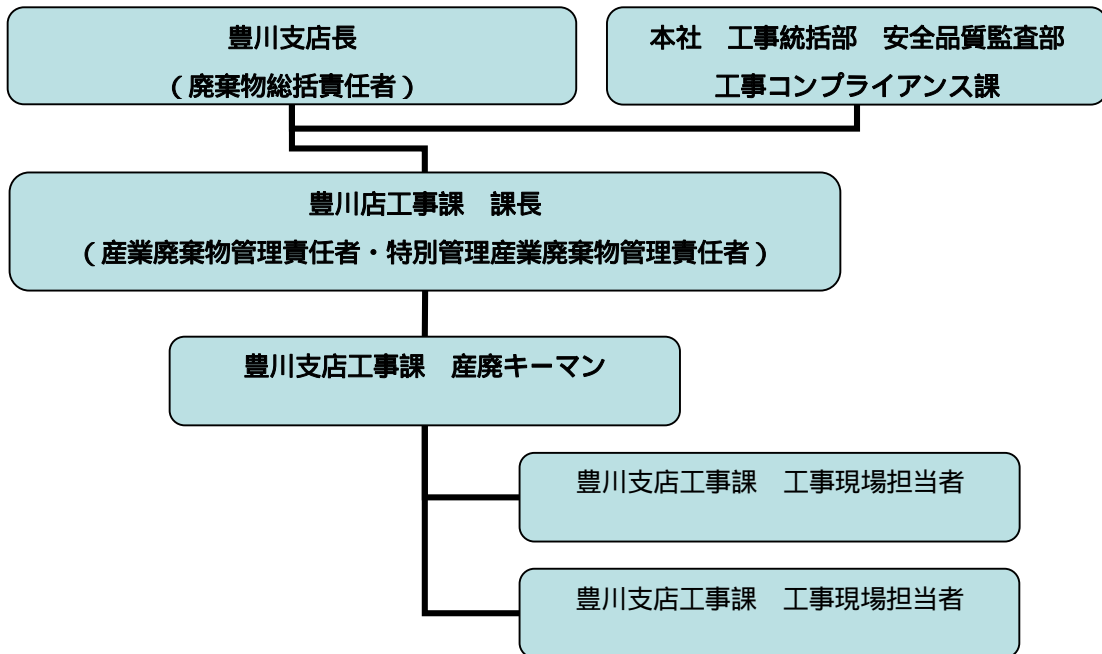 豊川支店長
（廃棄物総括責任者）
本社　工事統括部　安全品質監査部
工事コンプライアンス課
豊川店工事課　課長
（産業廃棄物管理責任者・特別管理産業廃棄物管理責任者）
豊川支店工事課　産廃キーマン
豊川支店工事課　工事現場担当者
豊川支店工事課　工事現場担当者